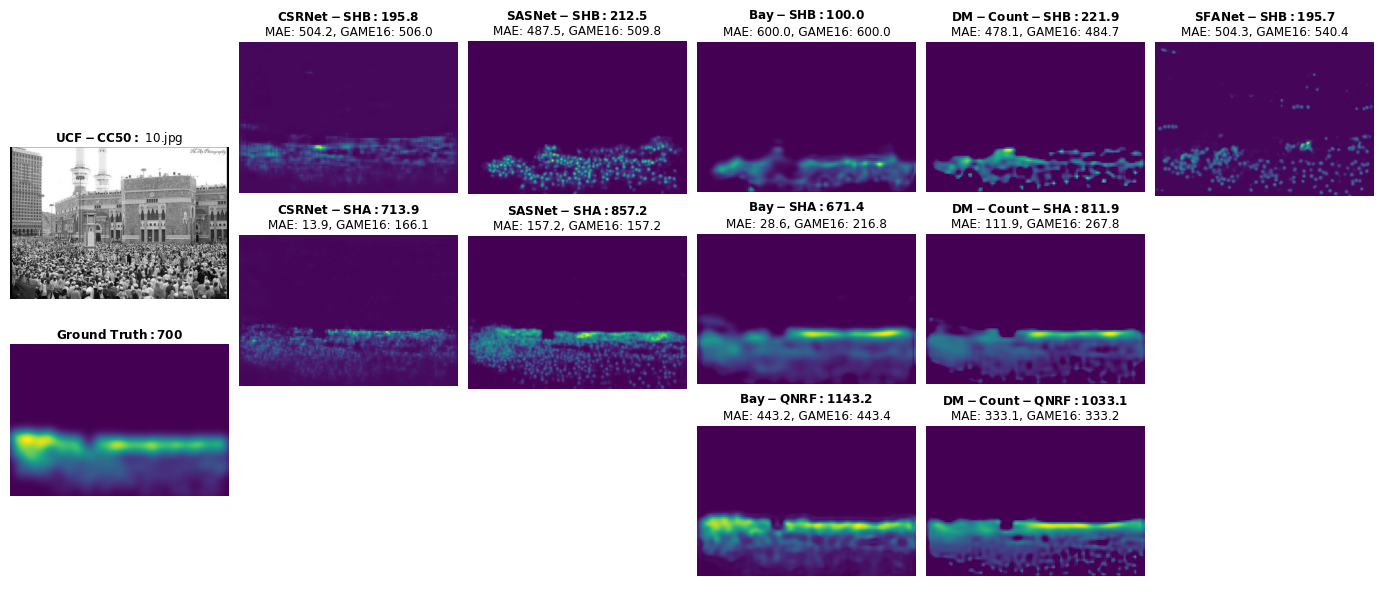 CSRNet-SHB: 195.8
MAE: 504.2, GAME16: 506.0
SASNet-SHB: 212.5
MAE: 487.5, GAME16: 509.8
Bay-SHB: 100.0
MAE: 600.0, GAME16: 600.0
DM-Count-SHB: 221.9
MAE: 478.1, GAME16: 484.7
SFANet-SHB: 195.7
MAE: 504.3, GAME16: 540.4
UCF-CC50: 10.jpg
CSRNet-SHA: 713.9
MAE: 13.9, GAME16: 166.1
SASNet-SHA: 857.2
MAE: 157.2, GAME16: 157.2
Bay-SHA: 671.4
MAE: 28.6, GAME16: 216.8
DM-Count-SHA: 811.9
MAE: 111.9, GAME16: 267.8
Ground Truth: 700
Bay-QNRF: 1143.2
MAE: 443.2, GAME16: 443.4
DM-Count-QNRF: 1033.1
MAE: 333.1, GAME16: 333.2